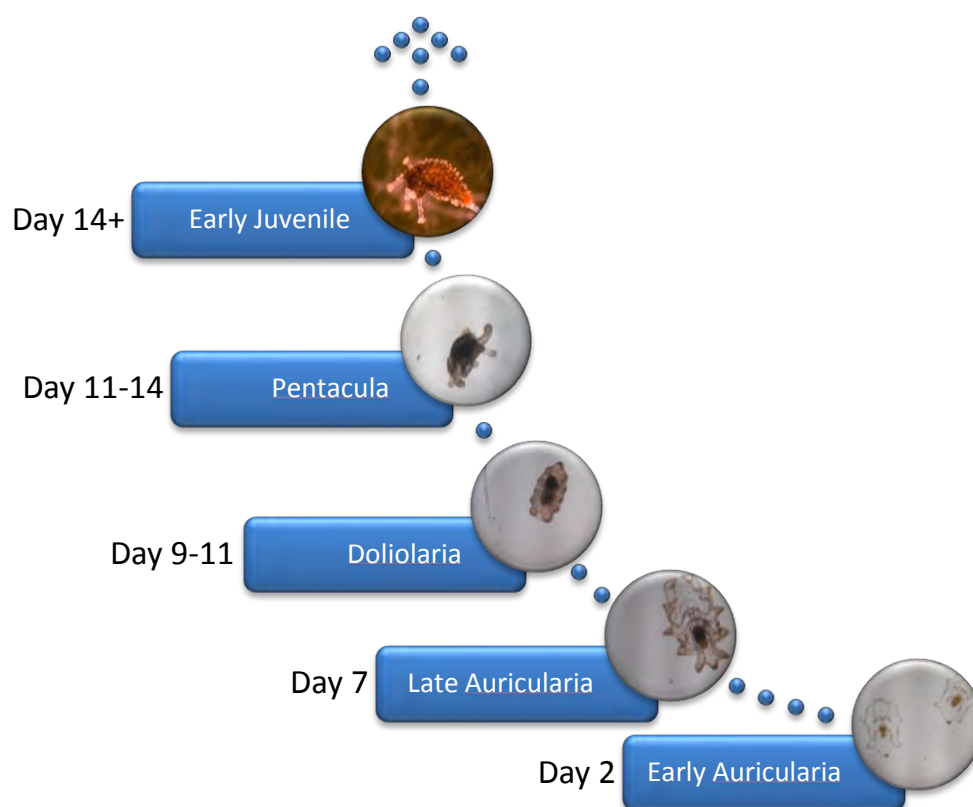 Day 14+ Early Juvenile
Day 11-14 Pentacula
Day 9-11 Doliolaria
Day 7 Late Auricularia
Day 2 Early Auricularia